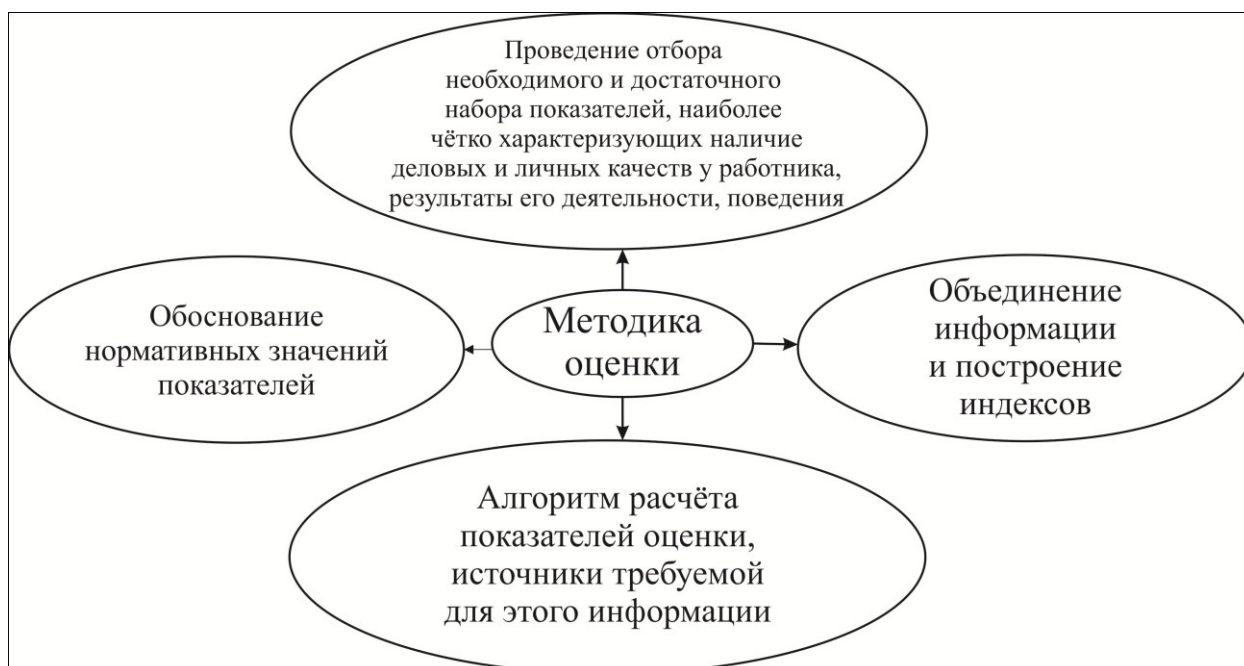 Проведение отбора
необходимого и достаточного
набора показателей, наиболее
чётко характеризующих наличие
деловых и личных качеств у работника,
результаты его деятельности, поведения
Обоснование
нормативных значений
показателей
Методика
оценки
Объединение
информации
и построение
индексов
Алгоритм расчёта
показателей оценки,
источники требуемой
для этого информации